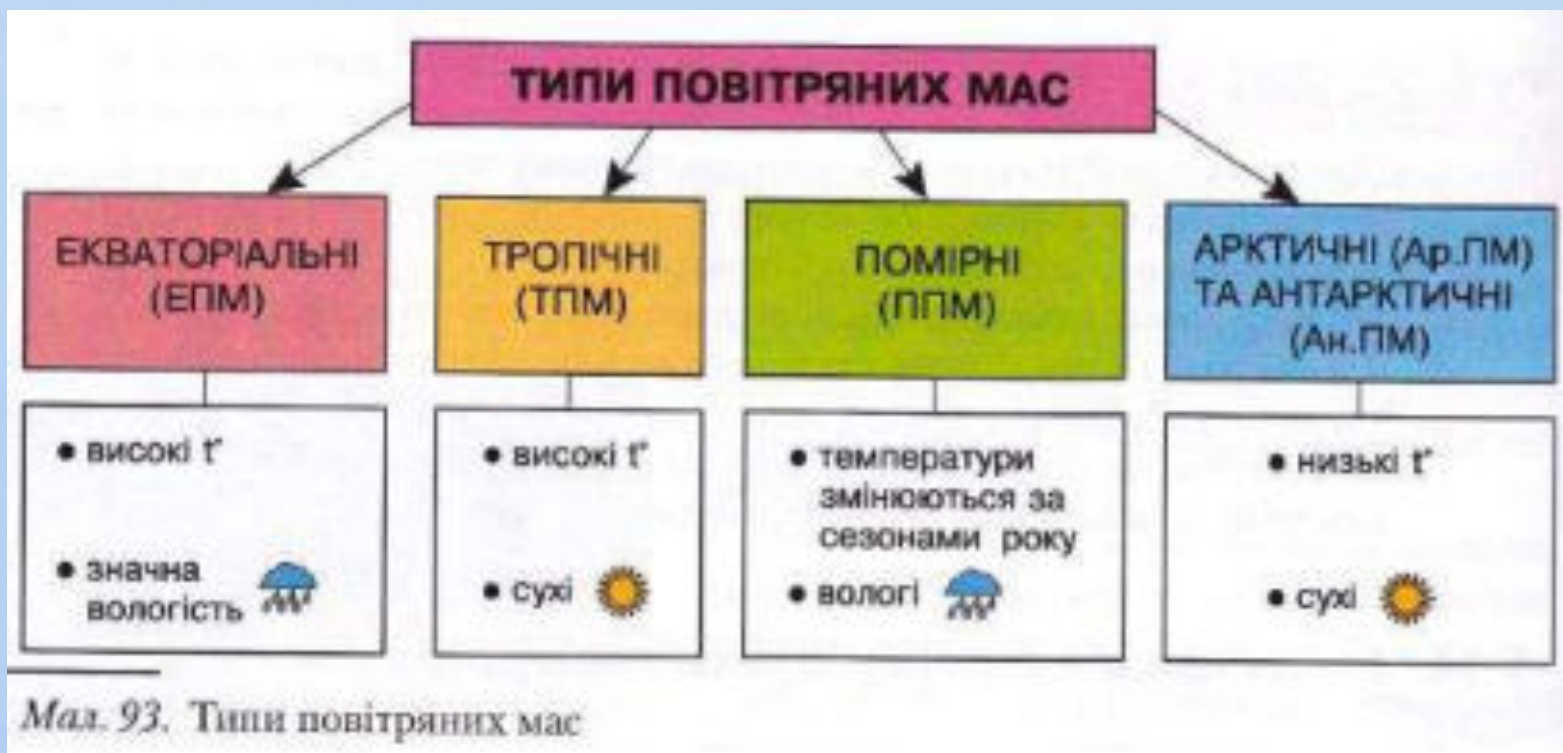 ТИПИ ПОВІТРЯНИХ МАС
ЕКВАТОРІАЛЬНІ
(ЕПМ)
ТРОПІЧНІ
(ТПМ)
ПОМІРНІ
(ППМ)
АРКТИЧНІ (Ар.ПМ)
ТА АНТАРКТИЧНІ
(Ан.ПМ)
• високі t°
• значна
вологість
• високі t°
• сухі
• температури
змінюються за
сезонами року
• вологі
• низькі t°
• сухі
Мал. 93. Типи повітряних мас